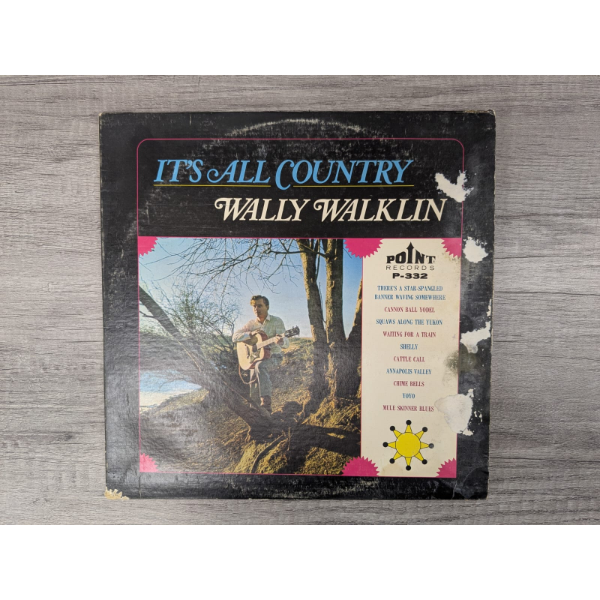 IT'S ALL COUNTRY
WALLY WALKLIN
POINT
RECORDS
P-332
THERE'S A STAR-SPANGLED
BANNER WAVING SOMEWHERE
CANNON BALL YODEL
SQUAWS ALONG THE YUKON
WAITING FOR A TRAIN
SHELLY
CATTLE CALL
ANNAPOLIS VALLEY
CHIME BELLS
YOYO
MULE SKINNER BLUES